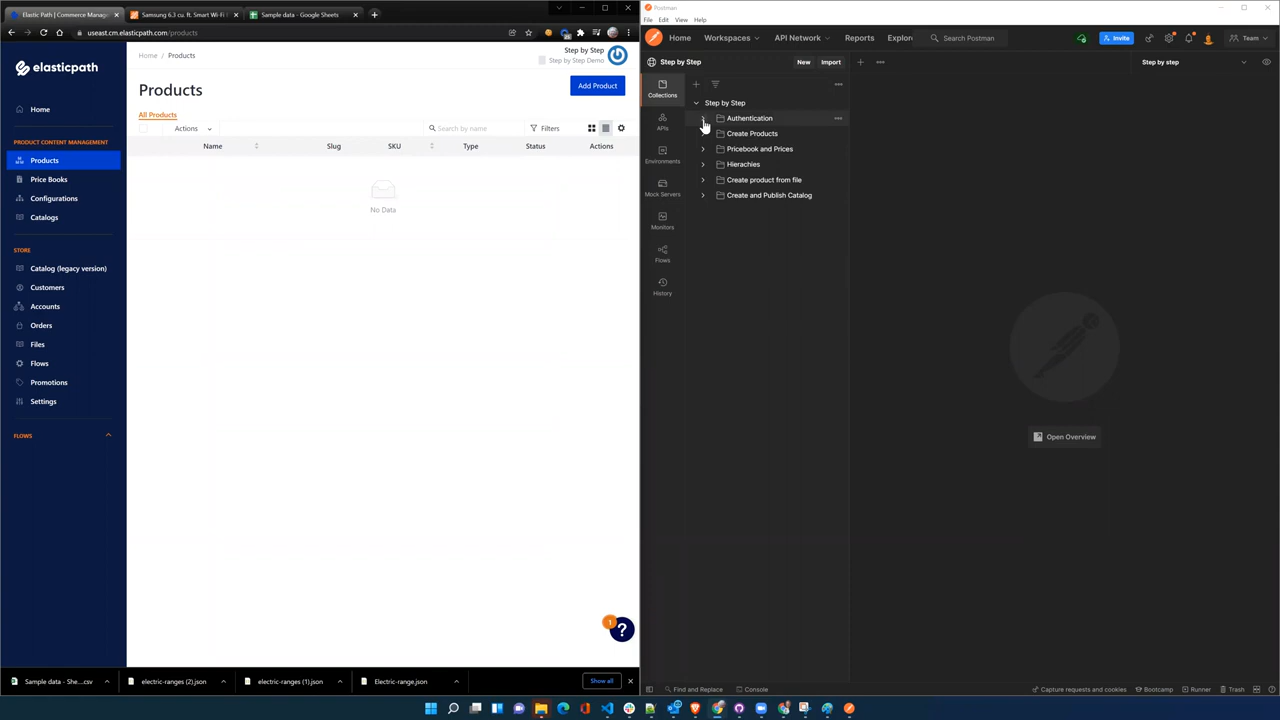 Elastic Path | Commerce Manage
Samsung 6.3 cu. ft. Smart Wi-Fi
Sample data - Google Sheets
useast.cm.elasticpath.com/products
elasticpath
Home
PRODUCT CONTENT MANAGEMENT
Products
Price Books
Configurations
Catalogs
STORE
Catalog (legacy version)
Customers
Accounts
Orders
Files
Flows
Promotions
Settings
FLOWS
Home / Products
Step by Step
Step by Step Demo
Products
Add Product
All Products
Actions
Search by name
Filters
Name
Slug
SKU
Type
Status
Actions
No Data
1
?
Sample data - She....csv
electric-ranges (2).json
electric-ranges (1).json
Electric-range.json
Show all
Postman
File Edit View Help
Home
Workspaces
API Network
Reports
Explor
Search Postman
Invite
Team
Step by Step
New
Import
Step by step
Collections
APIs
Environments
Mock Servers
Monitors
Flows
History
Step by Step
Authentication
Create Products
Pricebook and Prices
Hierachies
Create product from file
Create and Publish Catalog
Open Overview
Find and Replace
Console
Capture requests and cookies
Bootcamp
Runner
Trash